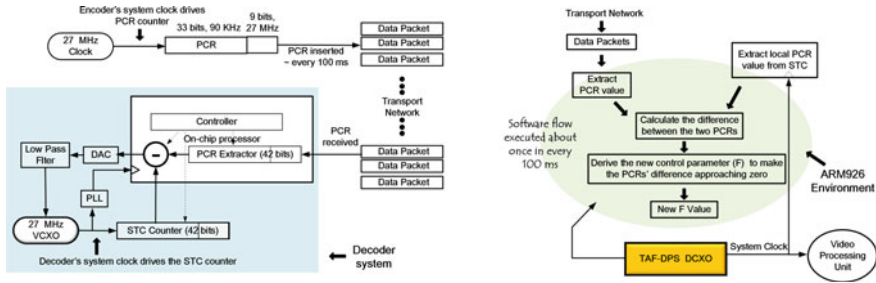 Encoder's system clock drives
PCR counter
33 bits, 90 KHz
9 bits,
27 MHz
27 MHz
Clock
PCR
PCR inserted
~ every 100 ms
Data Packet
Data Packet
Data Packet
Transport
Network
Controller
On-chip processor
PCR Extractor (42 bits)
PCR
received
Data Packet
Data Packet
Data Packet
Low Pass
Filter
DAC
PLL
27 MHz
VCXO
STC Counter (42 bits)
Decoder's system clock drives the STC counter
Decoder
system
Transport Network
Data Packets
Extract
PCR value
Extract local PCR
value from STC
Software flow
executed about
once in every
100 ms
Calculate the difference
between the two PCRs
Derive the new control parameter (F) to make
the PCRs' difference approaching zero
New F Value
ARM926
Environment
TAF-DPS DCXO
System Clock
Video
Processing
Unit